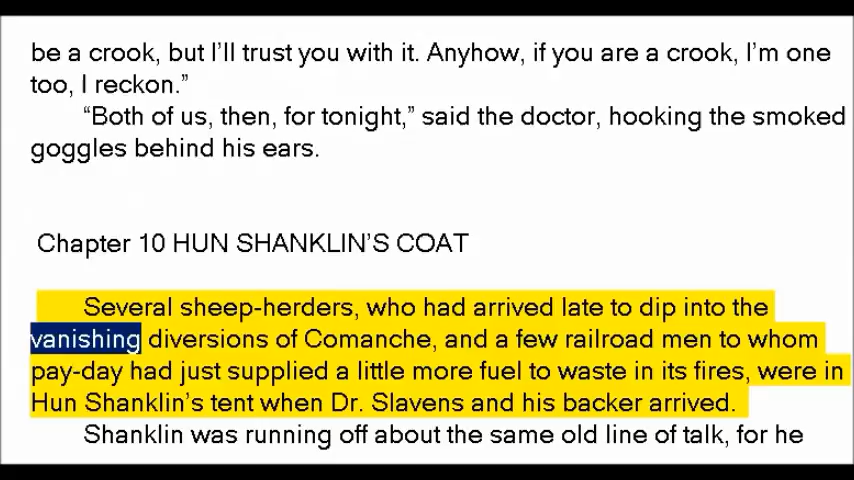 be a crook, but I’ll trust you with it. Anyhow, if you are a crook, I’m one
too, I reckon.”
“Both of us, then, for tonight,” said the doctor, hooking the smoked
goggles behind his ears.
Chapter 10 HUN SHANKLIN’S COAT
Several sheep-herders, who had arrived late to dip into the
vanishing diversions of Comanche, and a few railroad men to whom
pay-day had just supplied a little more fuel to waste in its fires, were in
Hun Shanklin’s tent when Dr. Slavens and his backer arrived.
Shanklin was running off about the same old line of talk, for he